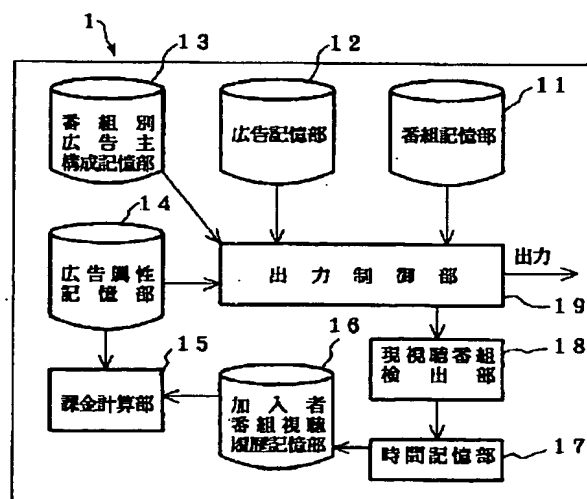 1
13
12
11
番組別
広告主
構成記憶部
広告記憶部
番組記憶部
14
広告属性
記憶部
出力制御部
出力
19
15
課金計算部
16
加入者
番組視聴
履歴記憶部
現視聴番組
検出部
18
時間記憶部
17